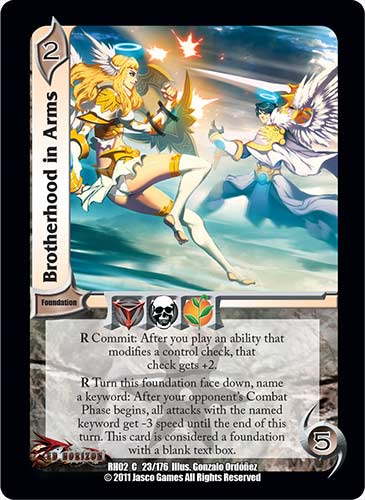 2
Brotherhood in Arms
Foundation
R Commit: After you play an ability that
modifies a control check, that
check gets +2.
R Turn this foundation face down, name
a keyword: After your opponent's Combat
Phase begins, all attacks with the named
keyword get -3 speed until the end of
this turn. This card is considered a foundation
with a blank text box.
5
RED HORIZON
RH02 C 23/176 Illus. Gonzalo Ordóñez
© 2011 Jasco Games All Rights Reserved